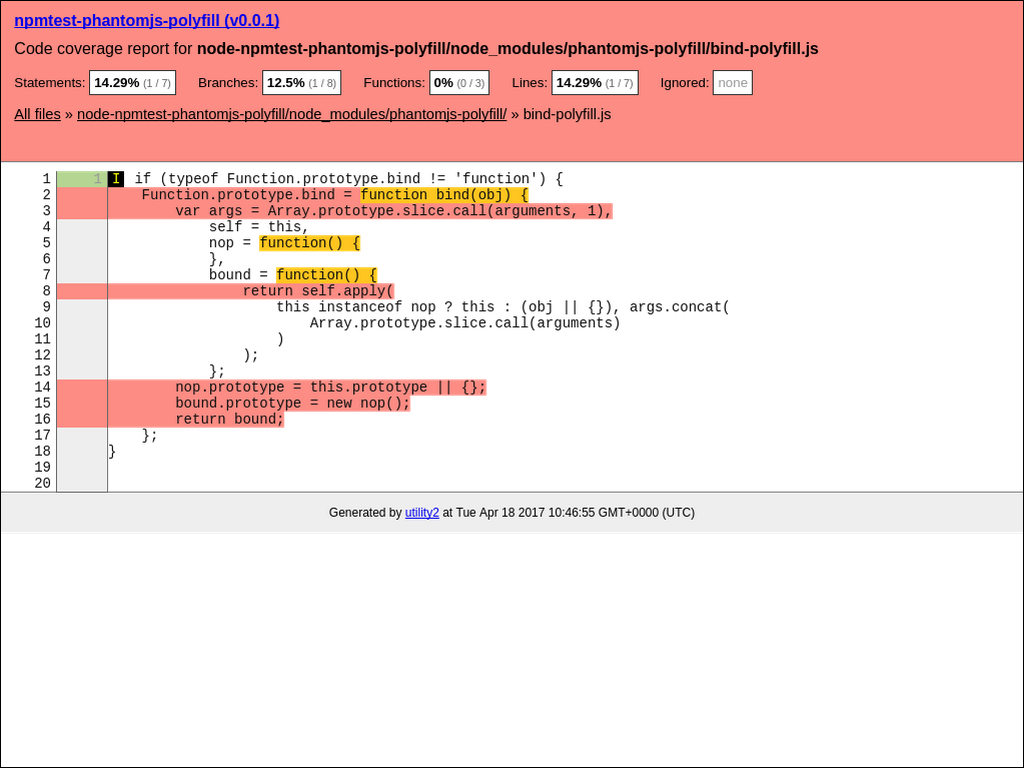 npmtest-phantomjs-polyfill (v0.0.1)
Code coverage report for node-npmtest-phantomjs-polyfill/node_modules/phantomjs-polyfill/bind-polyfill.js
Statements: 14.29% (1 / 7) Branches: 12.5% (1 / 8) Functions: 0% (0 / 3) Lines: 14.29% (1 / 7) Ignored: none
All files » node-npmtest-phantomjs-polyfill/node_modules/phantomjs-polyfill/ » bind-polyfill.js
1 1 I if (typeof Function.prototype.bind != 'function') {
2     Function.prototype.bind = function bind(obj) {
3         var args = Array.prototype.slice.call(arguments, 1),
4             self = this,
5             nop = function() {
6             },
7             bound = function() {
8                 return self.apply(
9                     this instanceof nop ? this : (obj || {}), args.concat(
10                         Array.prototype.slice.call(arguments)
11                     )
12                 );
13             };
14         nop.prototype = this.prototype || {};
15         bound.prototype = new nop();
16         return bound;
17     };
18 }
19
20
Generated by utility2 at Tue Apr 18 2017 10:46:55 GMT+0000 (UTC)